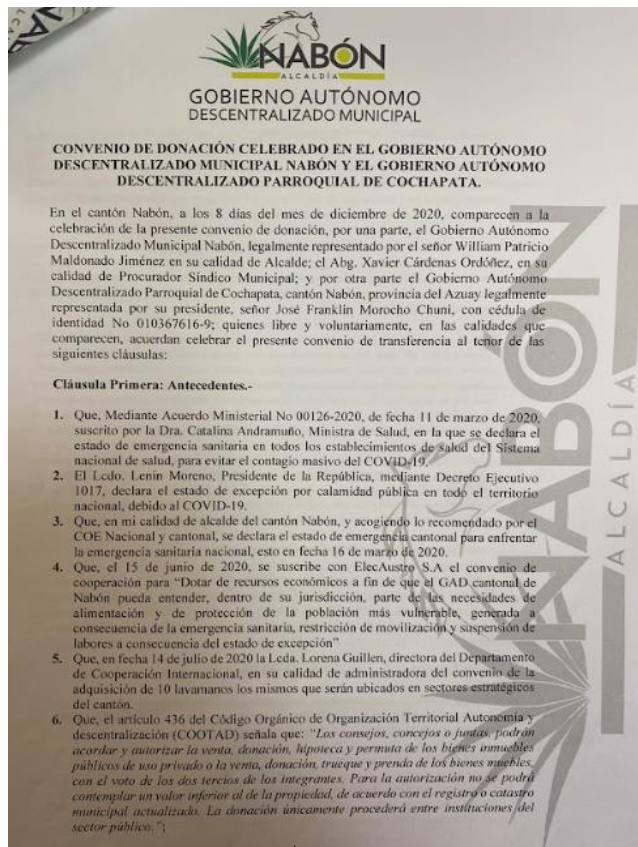 NABÓN
ALCALDÍA
GOBIERNO AUTÓNOMO
DESCENTRALIZADO MUNICIPAL
CONVENIO DE DONACIÓN CELEBRADO EN EL GOBIERNO AUTÓNOMO
DESCENTRALIZADO MUNICIPAL NABÓN Y EL GOBIERNO AUTÓNOMO
DESCENTRALIZADO PARROQUIAL DE COCHAPATA.
En el cantón Nabón, a los 8 días del mes de diciembre de 2020, comparecen a la
celebración de la presente convenio de donación, por una parte, el Gobierno Autónomo
Descentralizado Municipal Nabón, legalmente representado por el señor William Patricio
Maldonado Jiménez en su calidad de Alcalde; el Abg. Xavier Cárdenas Ordóñez, en su
calidad de Procurador Síndico Municipal; y por otra parte el Gobierno Autónomo
Descentralizado Parroquial de Cochapata, cantón Nabón, provincia del Azuay legalmente
representada por su presidente, señor José Franklin Morocho Chuni, con cédula de
identidad No 010367616-9; quienes libre y voluntariamente, en las calidades que
comparecen, acuerdan celebrar el presente convenio de transferencia al tenor de las
siguientes cláusulas:
Cláusula Primera: Antecedentes.-
1. Que, Mediante Acuerdo Ministerial No 00126-2020, de fecha 11 de marzo de 2020,
suscrito por la Dra. Catalina Andramuño, Ministra de Salud, en la que se declara el
estado de emergencia sanitaria en todos los establecimientos de salud del Sistema
nacional de salud, para evitar el contagio masivo del COVID-19.
2. El Lcdo. Lenin Moreno, Presidente de la República, mediante Decreto Ejecutivo
1017, declara el estado de excepción por calamidad pública en todo el territorio
nacional, debido al COVID-19.
3. Que, en mi calidad de alcalde del cantón Nabón, y acogiendo lo recomendado por el
COE Nacional y cantonal, se declara el estado de emergencia cantonal para enfrentar
la emergencia sanitaria nacional, esto en fecha 16 de marzo de 2020.
4. Que, el 15 de junio de 2020, se suscribe con ElecAustro S.A el convenio de
cooperación para “Dotar de recursos económicos a fin de que el GAD cantonal de
Nabón pueda entender, dentro de su jurisdicción, parte de las necesidades de
alimentación y de protección de la población más vulnerable, generada a
consecuencia de la emergencia sanitaria, restricción de movilización y suspensión de
labores a consecuencia del estado de excepción”
5. Que, en fecha 14 de julio de 2020 la Lcda. Lorena Guillen, directora del Departamento
de Cooperación Internacional, en su calidad de administradora del convenio de la
adquisición de 10 lavamanos los mismos que serán ubicados en sectores estratégicos
del cantón.
6. Que, el artículo 436 del Código Orgánico de Organización Territorial Autonomía y
descentralización (COOTAD) señala que: "Los consejos, concejos o juntas, podrán
acordar y autorizar la venta, donación, hipoteca y permuta de los bienes inmuebles
públicos de uso privado o la venta, donación, trueque y prenda de los bienes muebles,
con el voto de los dos tercios de los integrantes. Para la autorización no se podrá
contemplar un valor inferior al de la propiedad, de acuerdo con el registro o catastro
municipal actualizado. La donación únicamente procederá entre instituciones del
sector público.";
NABÓN
ALCALDÍA